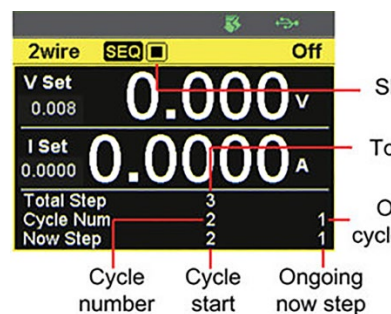 2wire SEQ Off
V Set
0.008
0.000 V
I Set
0.0000
0.0000 A
Total Step 3
Cycle Num 2 1
Now Step 2 1
S
To
O
cycl
Cycle number
Cycle start
Ongoing now step